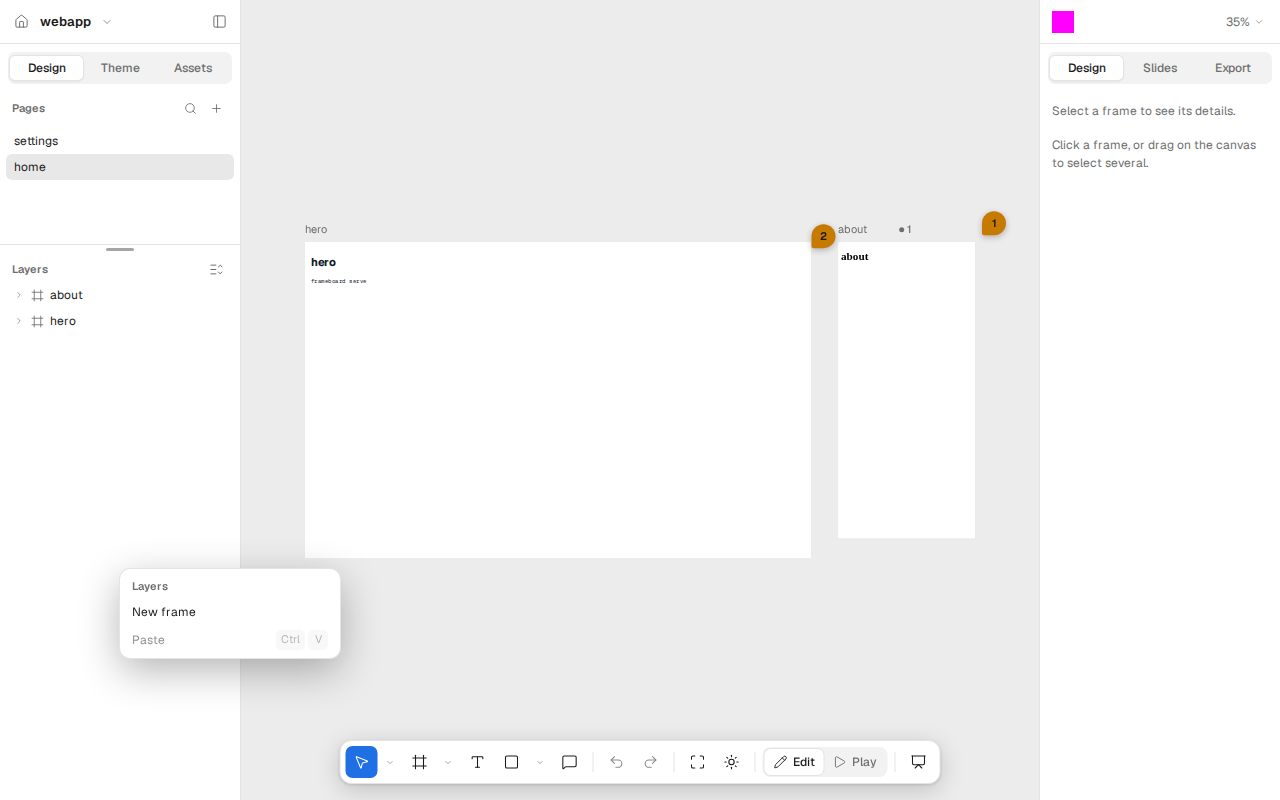 webapp
Design Theme Assets
Pages
settings
home
Layers
about
hero
Layers
New frame
Paste Ctrl V
hero
2
about 1
1
hero
frameboard serve
about
Edit Play
35%
Design Slides Export
Select a frame to see its details.
Click a frame, or drag on the canvas
to select several.